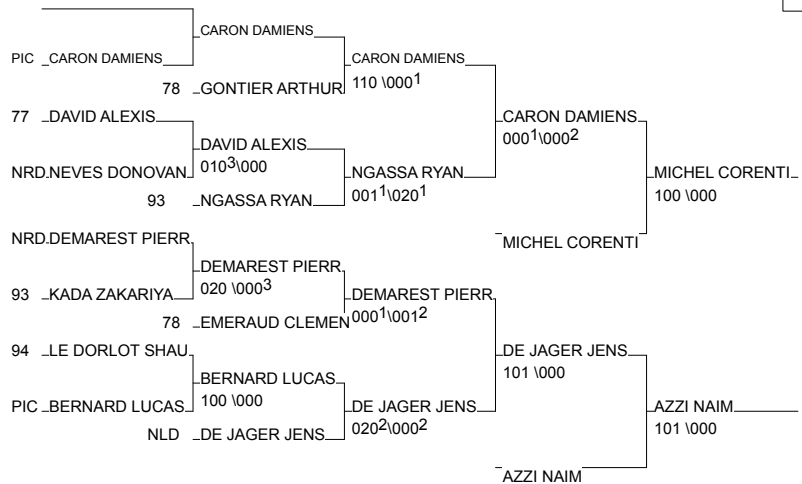 CARON DAMIENS
PIC CARON DAMIENS
CARON DAMIENS
110 \000¹
78 GONTIER ARTHUR
77 DAVID ALEXIS
CARON DAMIENS
000¹\000²
DAVID ALEXIS
010³\000
NRD NEVES DONOVAN
NGASSA RYAN
001¹\020¹
MICHEL CORENTI
100 \000
93 NGASSA RYAN
NRD DEMAREST PIERR
MICHEL CORENTI
DEMAREST PIERR
020 \000³
93 KADA ZAKARIYA
DEMAREST PIERR
000¹\001²
78 EMERAUD CLEMEN
94 LE DORLOT SHAU
DE JAGER JENS
101 \000
BERNARD LUCAS
100 \000
PIC BERNARD LUCAS
DE JAGER JENS
020²\000²
AZZI NAIM
101 \000
NLD DE JAGER JENS
AZZI NAIM